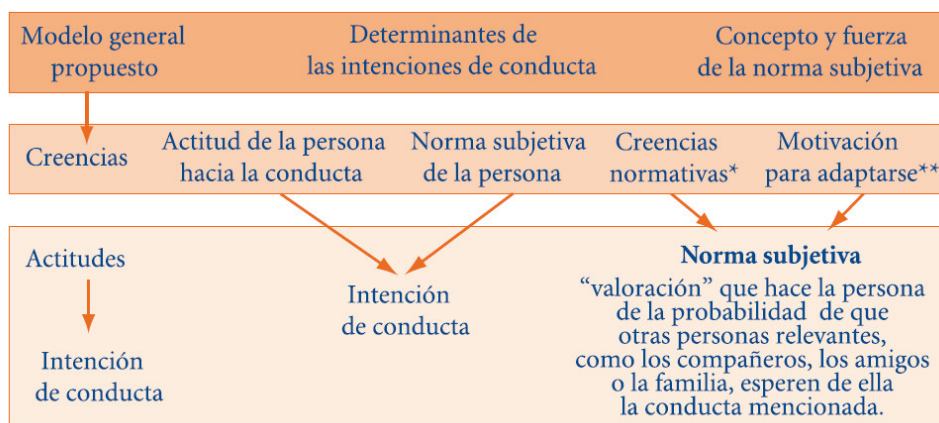 Modelo general
propuesto
Determinantes de
las intenciones de conducta
Concepto y fuerza
de la norma subjetiva
Creencias
Actitud de la persona
hacia la conducta
Norma subjetiva
de la persona
Creencias
normativas*
Motivación
para adaptarse**
Actitudes
Intención
de conducta
Intención
de conducta
Norma subjetiva
“valoración” que hace la persona
de la probabilidad de que
otras personas relevantes,
como los compañeros, los amigos
o la familia, esperen de ella
la conducta mencionada.